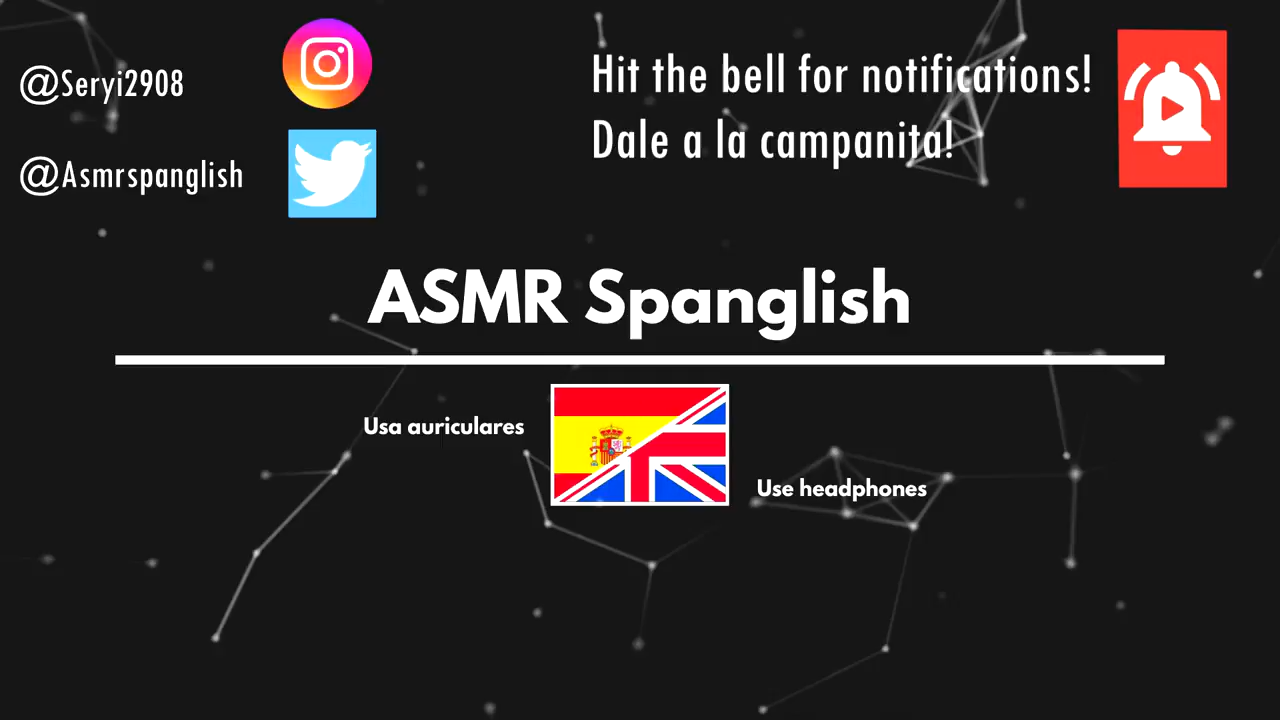 @Seryi2908
@Asmrspanglish
Hit the bell for notifications!
Dale a la campanita!
ASMR Spanglish
Usa auriculares
Use headphones